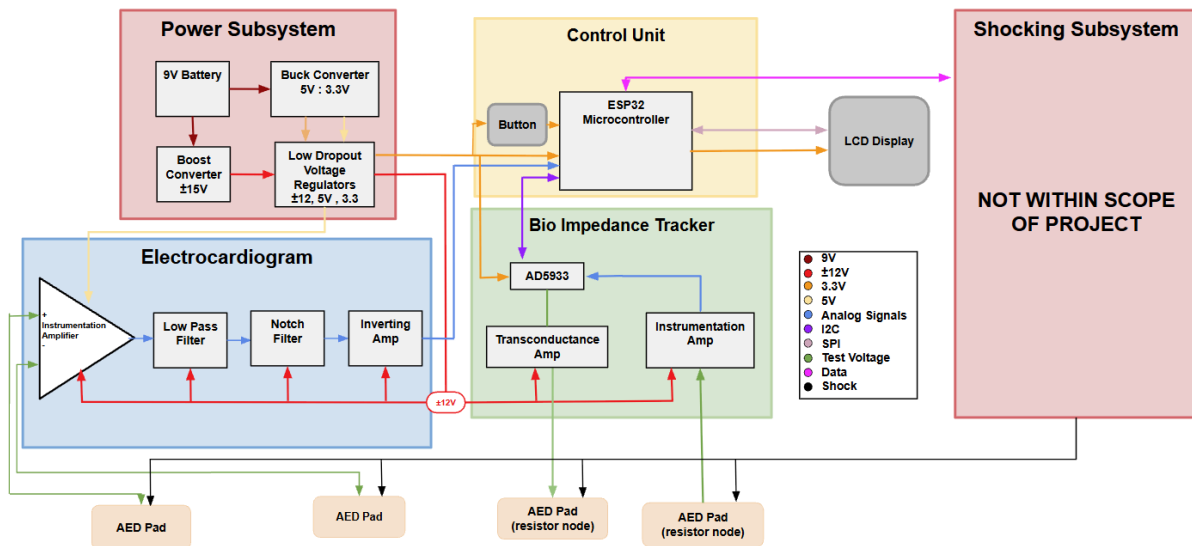 Power Subsystem
9V Battery
Buck Converter
5V : 3.3V
Boost
Converter
±15V
Low Dropout
Voltage
Regulators
±12, 5V , 3.3
Control Unit
Button
ESP32
Microcontroller
LCD Display
Shocking Subsystem
NOT WITHIN SCOPE
OF PROJECT
Electrocardiogram
+
Instrumentation
Amplifier
-
Low Pass
Filter
Notch
Filter
Inverting
Amp
±12V
Bio Impedance Tracker
AD5933
Transconductance
Amp
Instrumentation
Amp
9V
±12V
3.3V
5V
Analog Signals
I2C
SPI
Test Voltage
Data
Shock
AED Pad
AED Pad
AED Pad
(resistor node)
AED Pad
(resistor node)